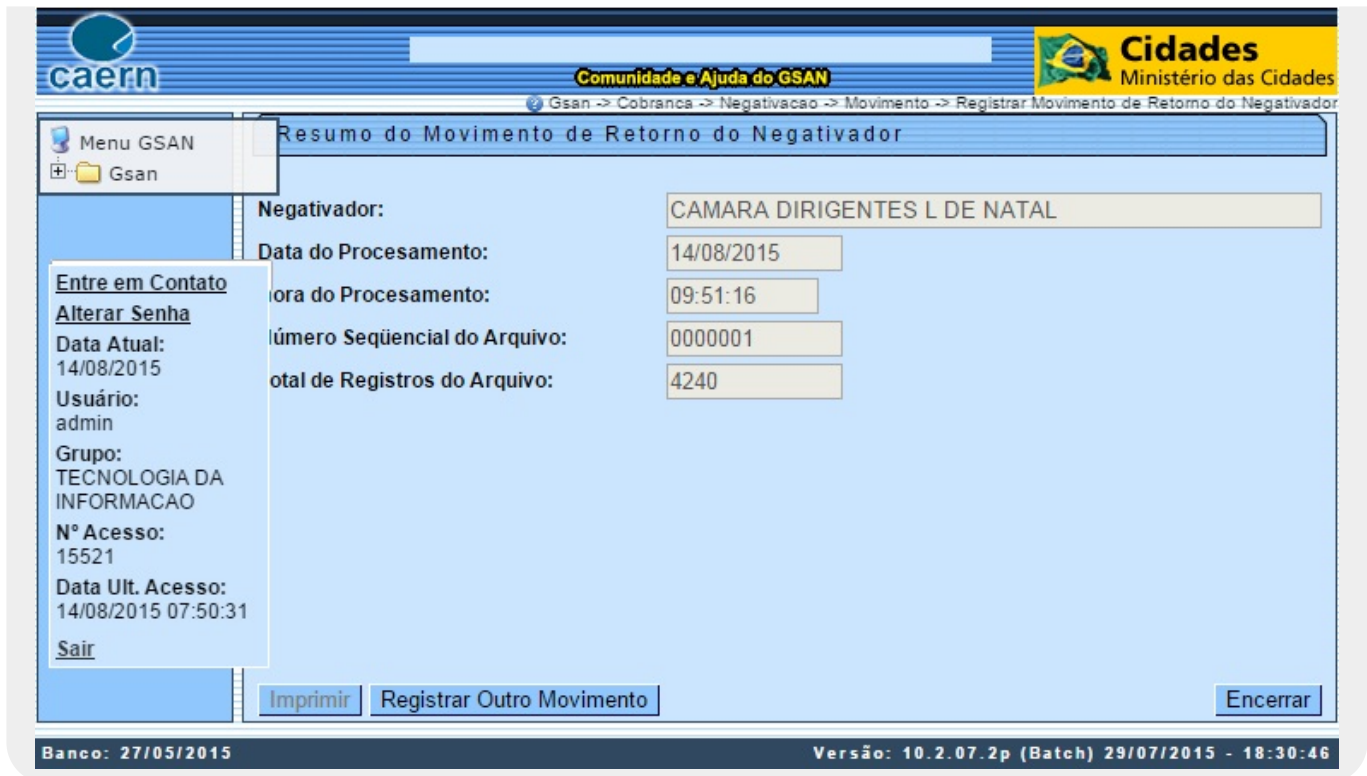 caern
Comunidade e Ajuda do GSAN
Cidades
Ministério das Cidades
Gsan -> Cobranca -> Negativacao -> Movimento -> Registrar Movimento de Retorno do Negativador
Menu GSAN
Gsan
Resumo do Movimento de Retorno do Negativador
Negativador: CAMARA DIRIGENTES L DE NATAL
Data do Procesamento: 14/08/2015
ora do Procesamento: 09:51:16
úmero Seqüencial do Arquivo: 0000001
otal de Registros do Arquivo: 4240
Entre em Contato
Alterar Senha
Data Atual:
14/08/2015
Usuário:
admin
Grupo:
TECNOLOGIA DA
INFORMACAO
Nº Acesso:
15521
Data Ult. Acesso:
14/08/2015 07:50:31
Sair
Imprimir Registrar Outro Movimento Encerrar
Banco: 27/05/2015 Versão: 10.2.07.2p (Batch) 29/07/2015 - 18:30:46